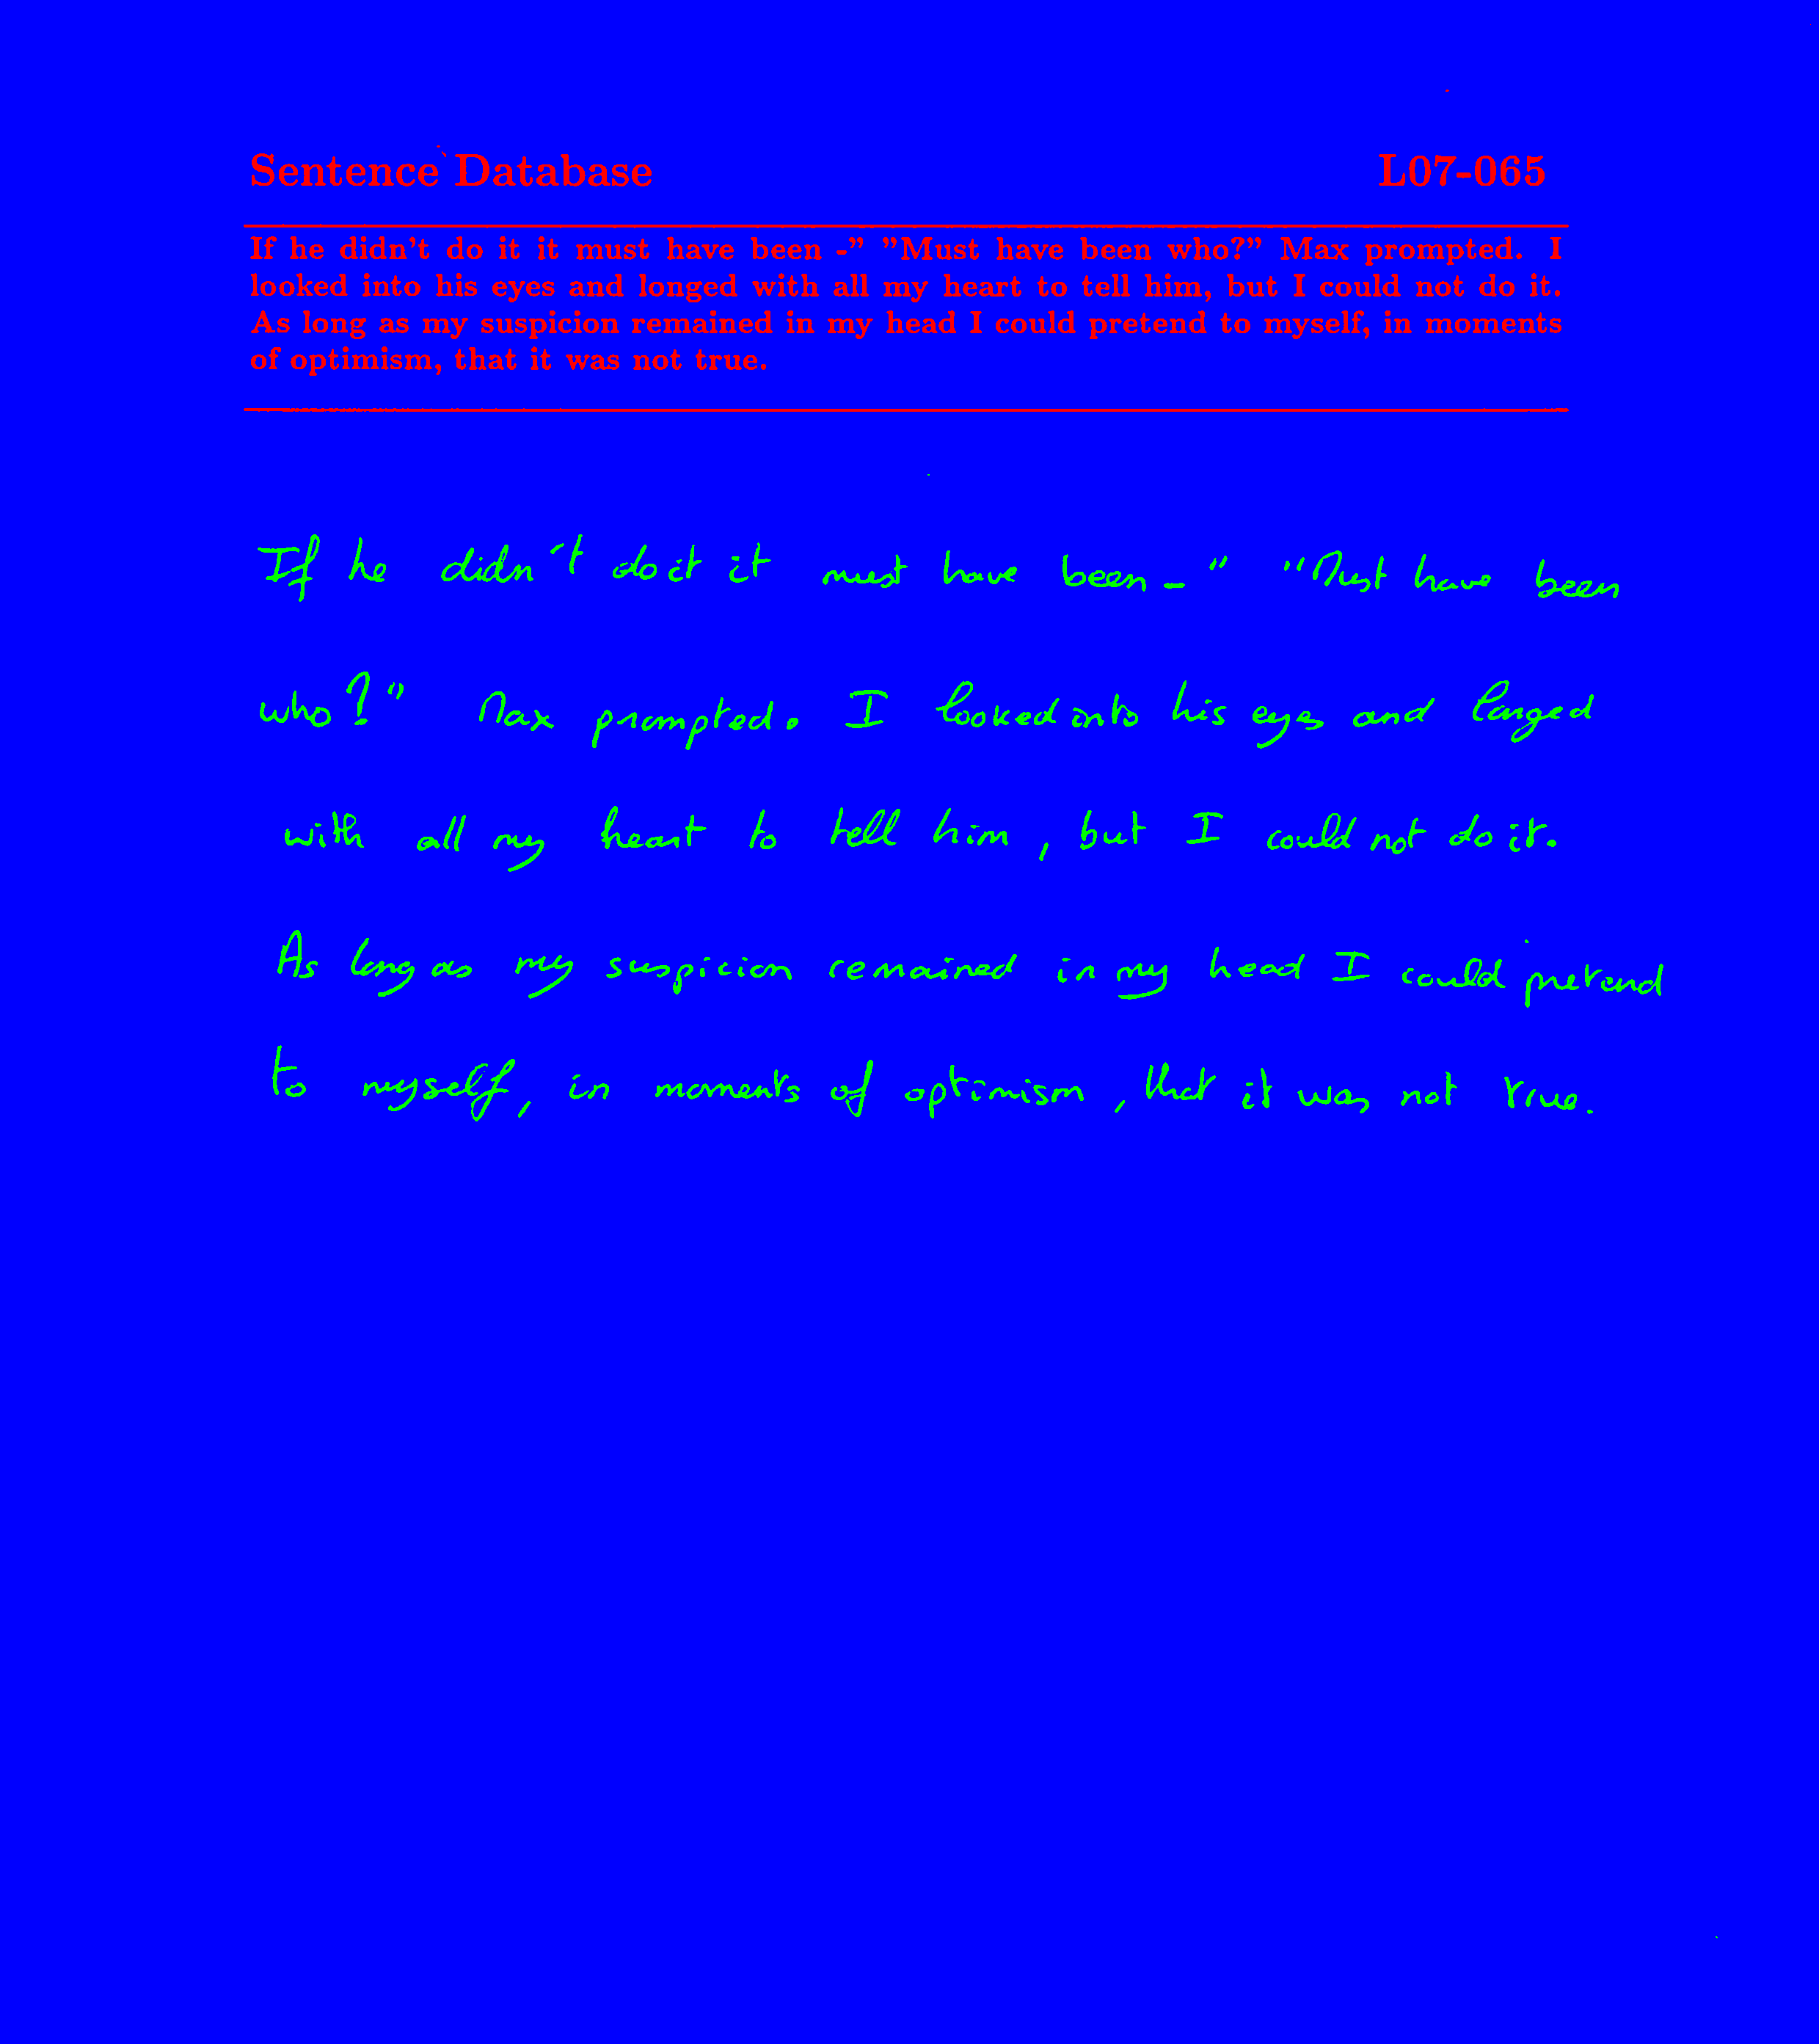 Sentence Database L07-065
If he didn't do it it must have been -" "Must have been who?" Max prompted. I
looked into his eyes and longed with all my heart to tell him, but I could not do it.
As long as my suspicion remained in my head I could pretend to myself, in moments
of optimism, that it was not true.
If he didn't do it it must have been -" "Must have been
who?" Max prompted. I looked into his eyes and longed
with all my heart to tell him, but I could not do it.
As long as my suspicion remained in my head I could pretend
to myself, in moments of optimism, that it was not true.